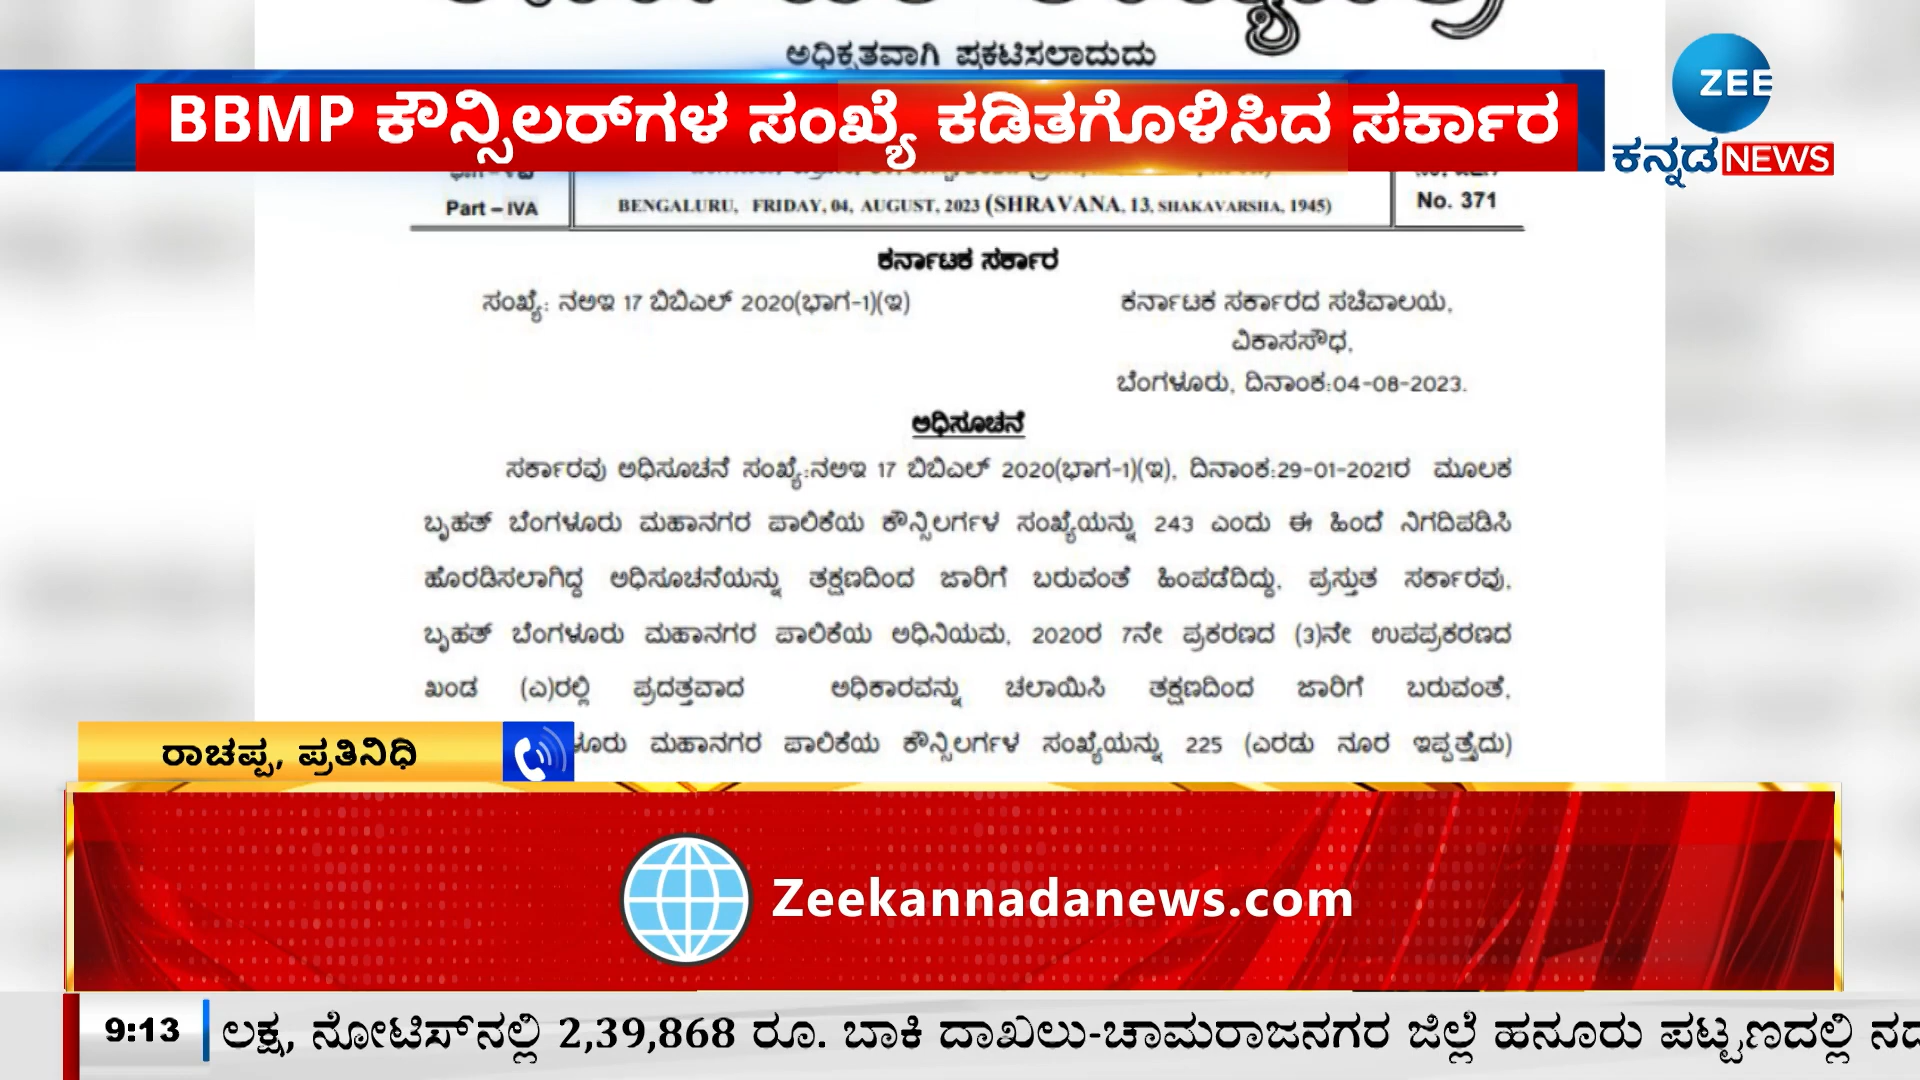 ಅಧಿಕೃತವಾಗಿ ಪ್ರಕಟಿಸಲಾದುದು
BBMP ಕೌನ್ಸಿಲರ್‌ಗಳ ಸಂಖ್ಯೆ ಕಡಿತಗೊಳಿಸಿದ ಸರ್ಕಾರ
ZEE
ಕನ್ನಡ NEWS
Part – IVA
BENGALURU, FRIDAY, 04, AUGUST, 2023 (SHRAVANA, 13, SHAKAVARSHA, 1945)
No. 371
ಕರ್ನಾಟಕ ಸರ್ಕಾರ
ಸಂಖ್ಯೆ: ನಅಇ 17 ಬಿಬಿಎಲ್ 2020(ಭಾಗ-1)(ಇ)
ಕರ್ನಾಟಕ ಸರ್ಕಾರದ ಸಚಿವಾಲಯ,
ವಿಕಾಸಸೌಧ,
ಬೆಂಗಳೂರು, ದಿನಾಂಕ:04-08-2023.
ಅಧಿಸೂಚನೆ
ಸರ್ಕಾರವು ಅಧಿಸೂಚನೆ ಸಂಖ್ಯೆ:ನಅಇ 17 ಬಿಬಿಎಲ್ 2020(ಭಾಗ-1)(ಇ), ದಿನಾಂಕ:29-01-2021ರ ಮೂಲಕ
ಬೃಹತ್ ಬೆಂಗಳೂರು ಮಹಾನಗರ ಪಾಲಿಕೆಯ ಕೌನ್ಸಿಲರ್ಗಳ ಸಂಖ್ಯೆಯನ್ನು 243 ಎಂದು ಈ ಹಿಂದೆ ನಿಗದಿಪಡಿಸಿ
ಹೊರಡಿಸಲಾಗಿದ್ದ ಅಧಿಸೂಚನೆಯನ್ನು ತಕ್ಷಣದಿಂದ ಜಾರಿಗೆ ಬರುವಂತೆ ಹಿಂಪಡೆದಿದ್ದು, ಪ್ರಸ್ತುತ ಸರ್ಕಾರವು,
ಬೃಹತ್ ಬೆಂಗಳೂರು ಮಹಾನಗರ ಪಾಲಿಕೆಯ ಅಧಿನಿಯಮ, 2020ರ 7ನೇ ಪ್ರಕರಣದ (3)ನೇ ಉಪಪ್ರಕರಣದ
ಖಂಡ (ಎ)ರಲ್ಲಿ ಪ್ರದತ್ತವಾದ ಅಧಿಕಾರವನ್ನು ಚಲಾಯಿಸಿ ತಕ್ಷಣದಿಂದ ಜಾರಿಗೆ ಬರುವಂತೆ,
ಳೂರು ಮಹಾನಗರ ಪಾಲಿಕೆಯ ಕೌನ್ಸಿಲರ್ಗಳ ಸಂಖ್ಯೆಯನ್ನು 225 (ಎರಡು ನೂರ ಇಪ್ಪತ್ತೈದು)
ರಾಚಪ್ಪ, ಪ್ರತಿನಿಧಿ
Zeekannadanews.com
9:13
ಲಕ್ಷ, ನೋಟಿಸ್‌ನಲ್ಲಿ 2,39,868 ರೂ. ಬಾಕಿ ದಾಖಲು-ಚಾಮರಾಜನಗರ ಜಿಲ್ಲೆ ಹನೂರು ಪಟ್ಟಣದಲ್ಲಿ